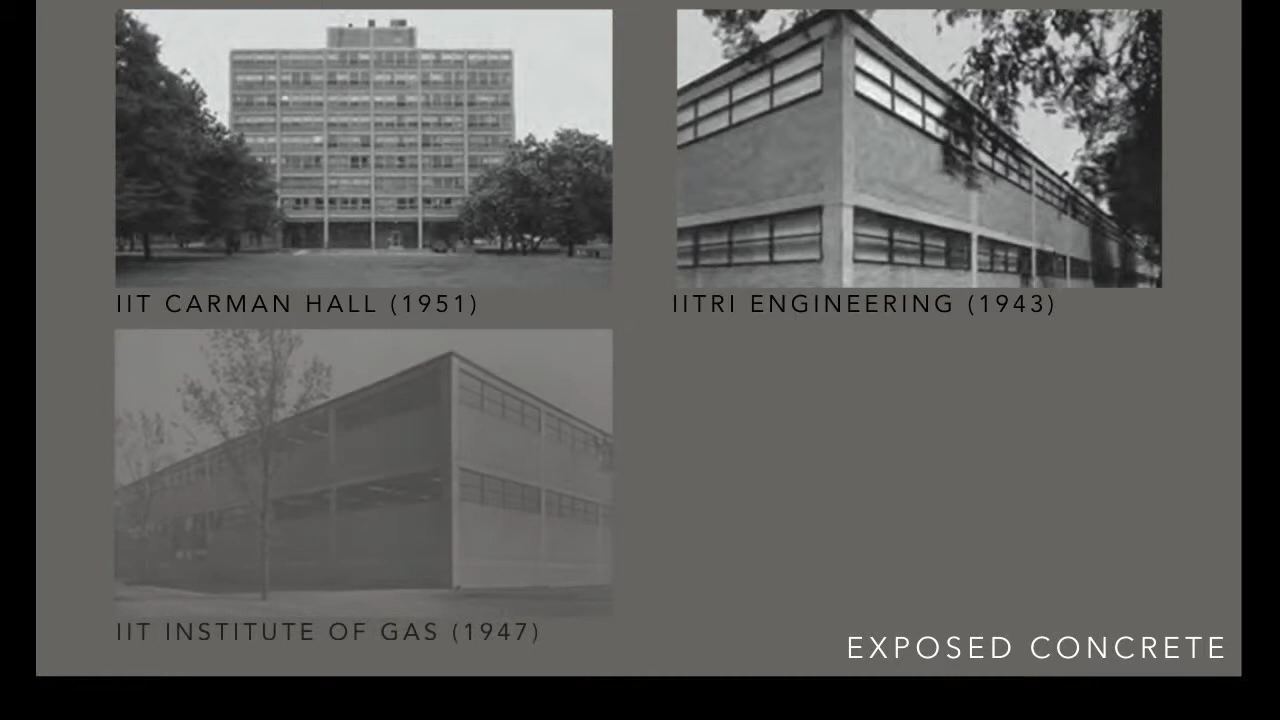 IIT CARMAN HALL (1951)
IITRI ENGINEERING (1943)
IIT INSTITUTE OF GAS (1947)
EXPOSED CONCRETE